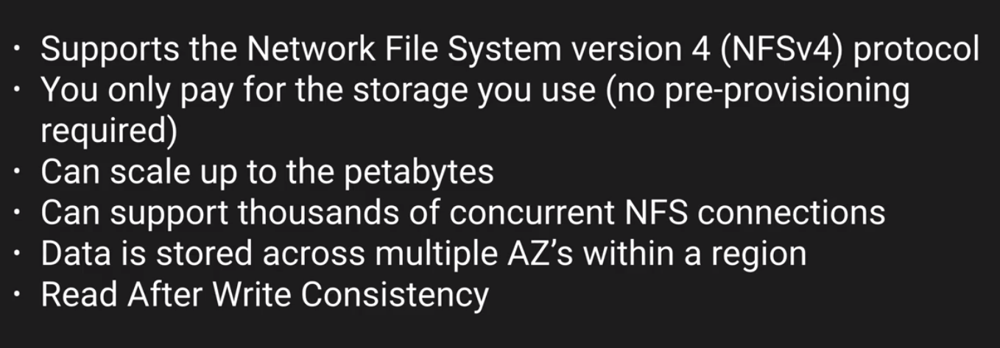 • Supports the Network File System version 4 (NFSv4) protocol
• You only pay for the storage you use (no pre-provisioning
required)
• Can scale up to the petabytes
• Can support thousands of concurrent NFS connections
• Data is stored across multiple AZ’s within a region
• Read After Write Consistency